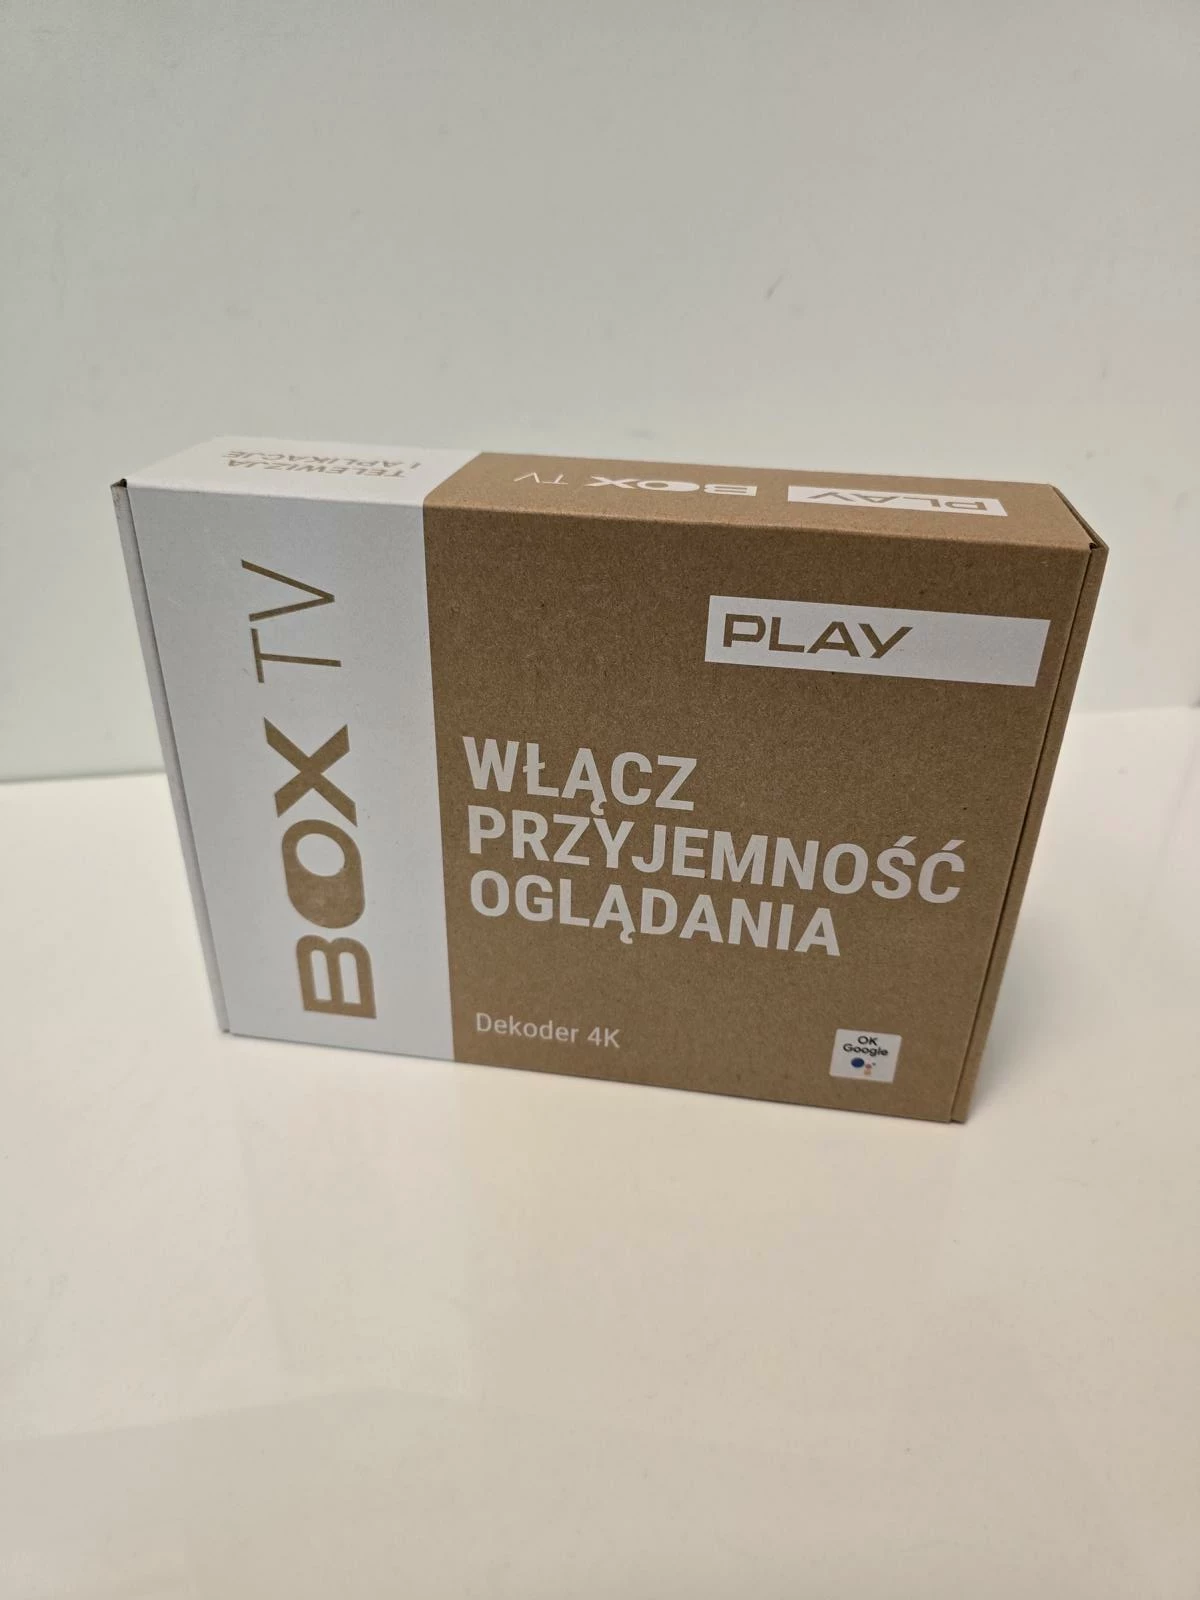 TELEWIZJA
I APLIKACJE
PLAY BOX TV
BOX TV
PLAY
WŁĄCZ
PRZYJEMNOŚĆ
OGLĄDANIA
Dekoder 4K
OK
Google